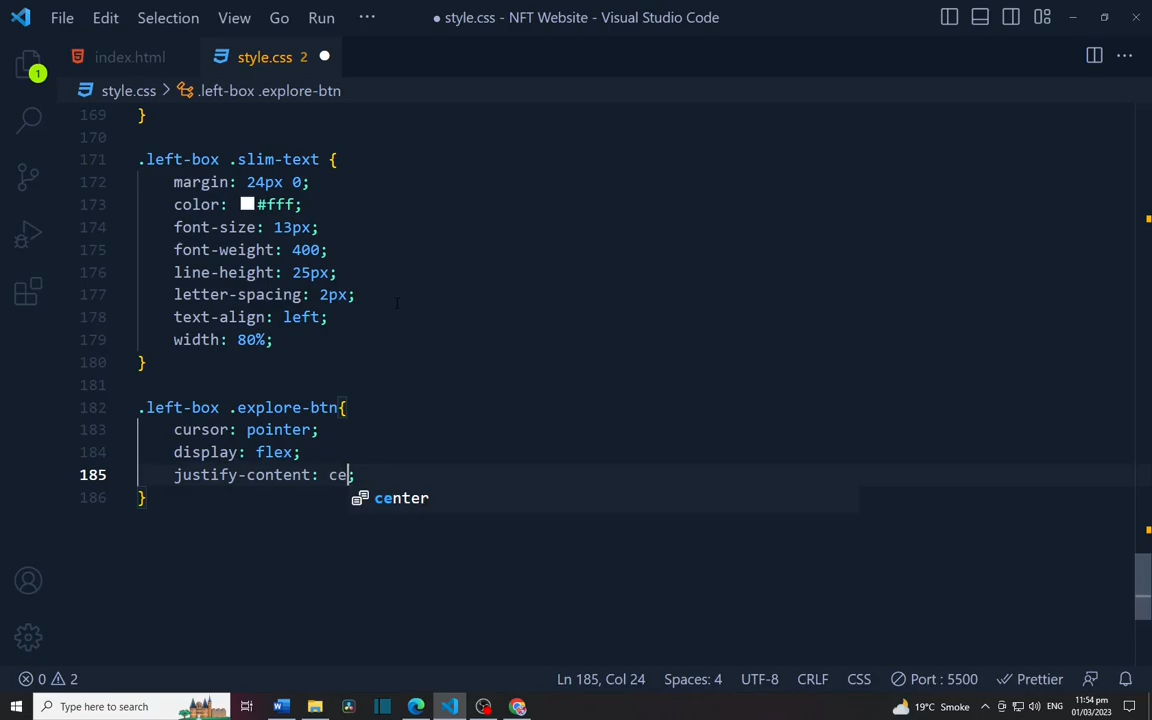 File Edit Selection View Go Run ··· ● style.css - NFT Website - Visual Studio Code
index.html style.css 2
style.css > .left-box .explore-btn
1
169 }
170
171 .left-box .slim-text {
172 margin: 24px 0;
173 color: #fff;
174 font-size: 13px;
175 font-weight: 400;
176 line-height: 25px;
177 letter-spacing: 2px;
178 text-align: left;
179 width: 80%;
180 }
181
182 .left-box .explore-btn{
183 cursor: pointer;
184 display: flex;
185 justify-content: ce;
186 }
center
0 2 Ln 185, Col 24 Spaces: 4 UTF-8 CRLF CSS Port : 5500 Prettier
Type here to search 19°C Smoke ENG 11:54 pm
01/03/2023